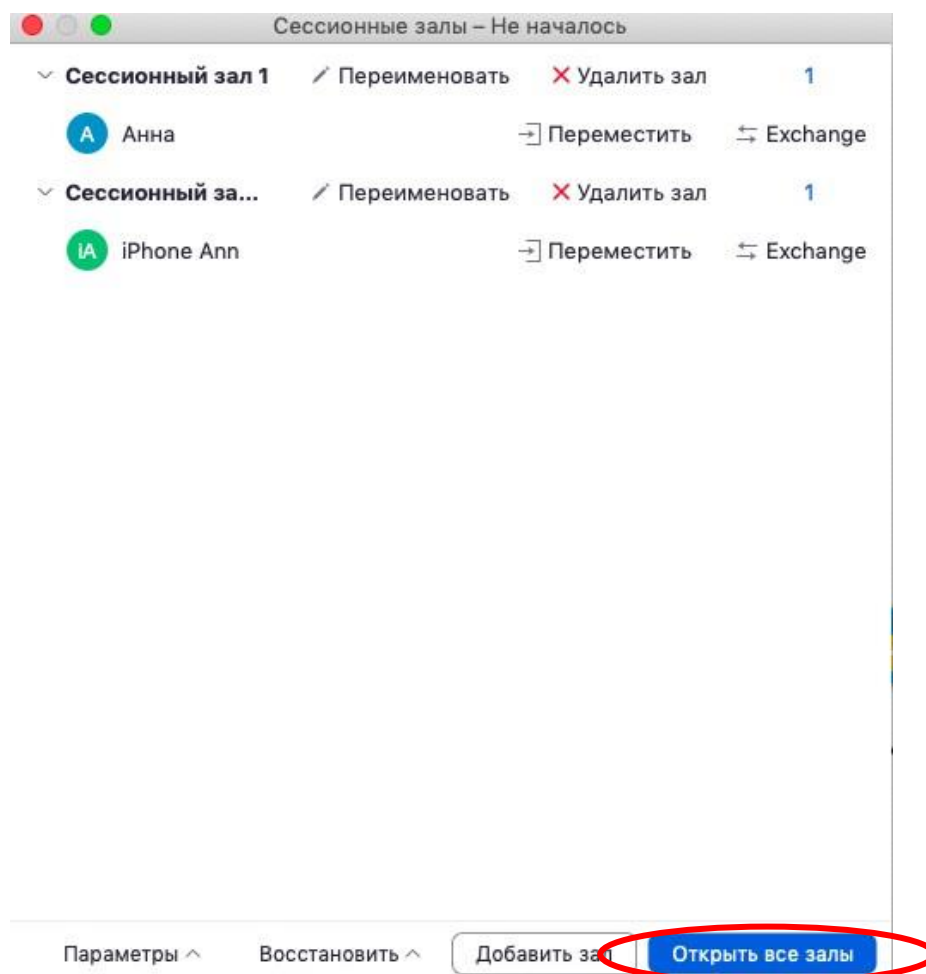 Сессионные залы – Не началось
Сессионный зал 1 Переименовать Удалить зал 1
А Анна Переместить Exchange
Сессионный за... Переименовать Удалить зал 1
iA iPhone Ann Переместить Exchange
Параметры Восстановить Добавить зал Открыть все залы